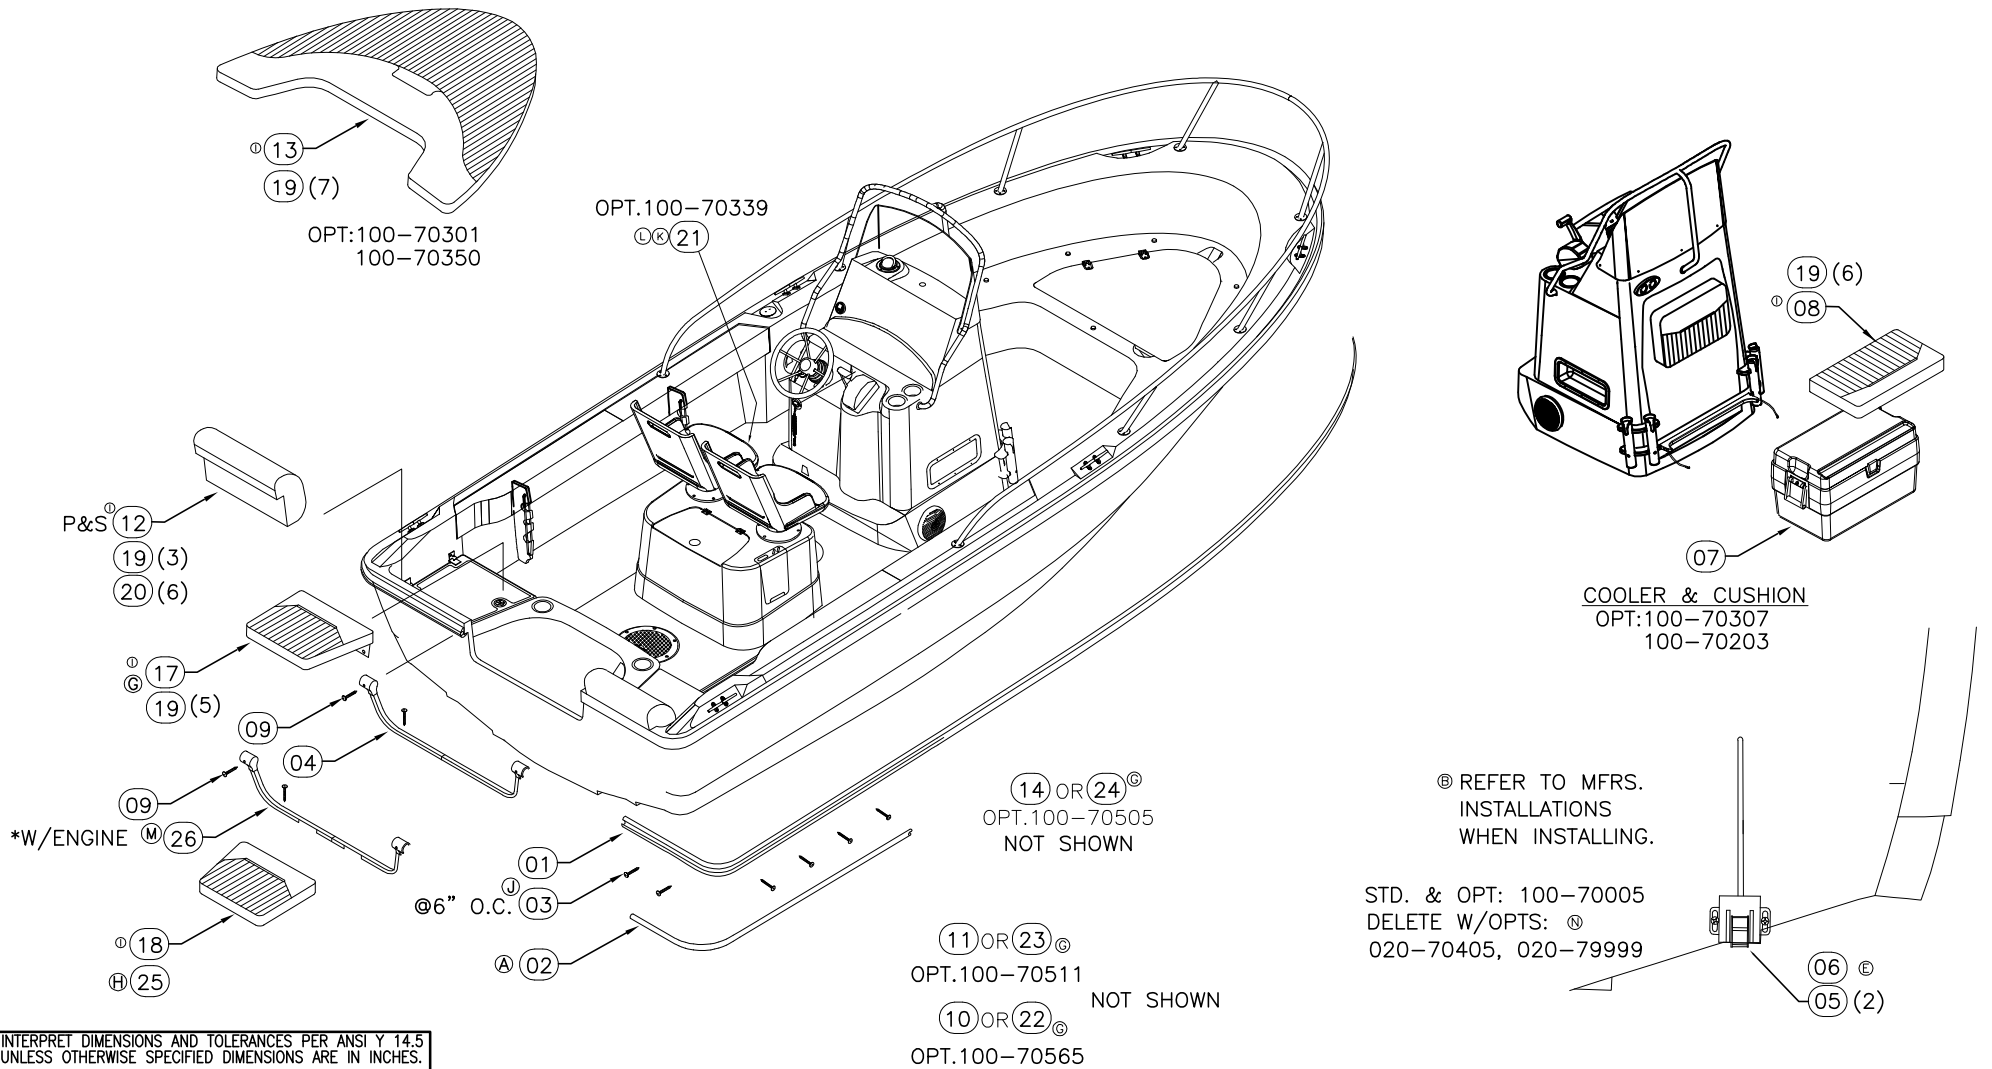 Ⓘ 13
19 (7)
OPT:100-70301
100-70350
OPT.100-70339
Ⓛ Ⓚ 21
19 (6)
Ⓘ 08
07
COOLER & CUSHION
OPT:100-70307
100-70203
P&S Ⓘ 12
19 (3)
20 (6)
Ⓘ Ⓖ 17
19 (5)
09
04
09
*W/ENGINE Ⓜ 26
Ⓘ 18
Ⓗ 25
01
@6” O.C. Ⓙ 03
Ⓐ 02
14 OR 24 Ⓖ
OPT.100-70505
NOT SHOWN
11 OR 23 Ⓖ
OPT.100-70511
NOT SHOWN
10 OR 22 Ⓖ
OPT.100-70565
Ⓑ REFER TO MFRS.
INSTALLATIONS
WHEN INSTALLING.
STD. & OPT: 100-70005
DELETE W/OPTS: Ⓝ
020-70405, 020-79999
06 Ⓔ
05 (2)
INTERPRET DIMENSIONS AND TOLERANCES PER ANSI Y 14.5
UNLESS OTHERWISE SPECIFIED DIMENSIONS ARE IN INCHES.